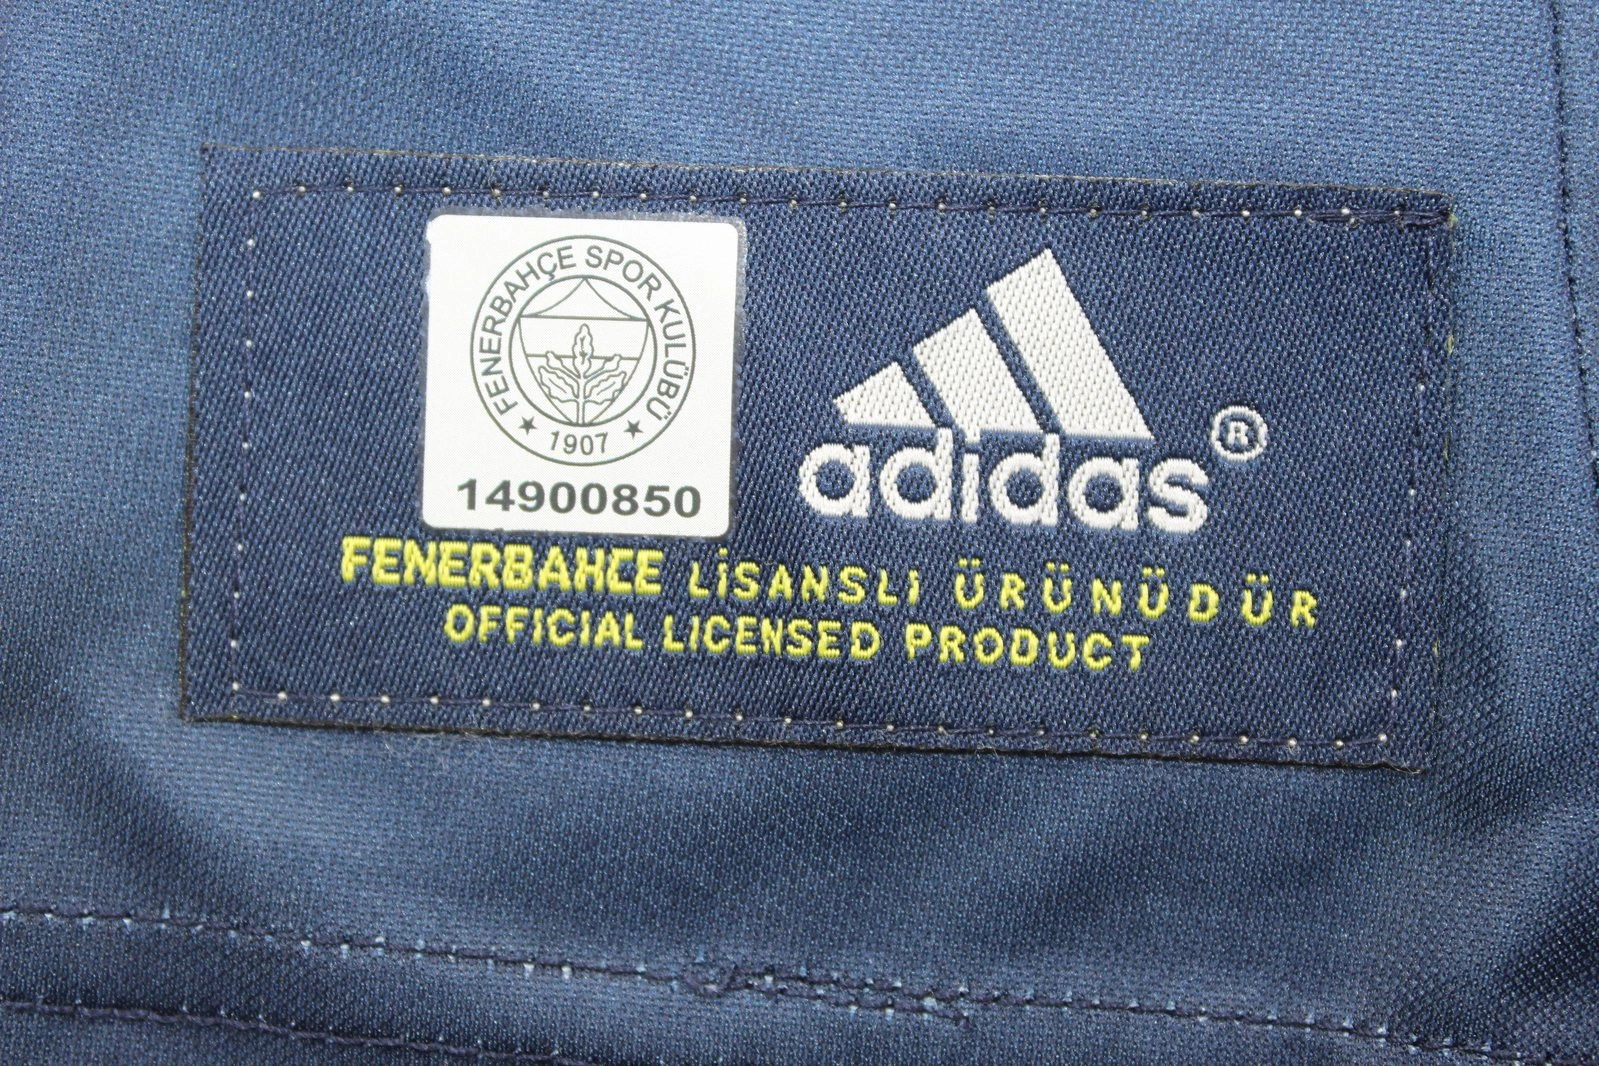 FENERBAHÇE SPOR KULÜBÜ
★ 1907 ★
14900850
adidas®
FENERBAHCE LİSANSLİ ÜRÜNÜDÜR
OFFICIAL LICENSED PRODUCT